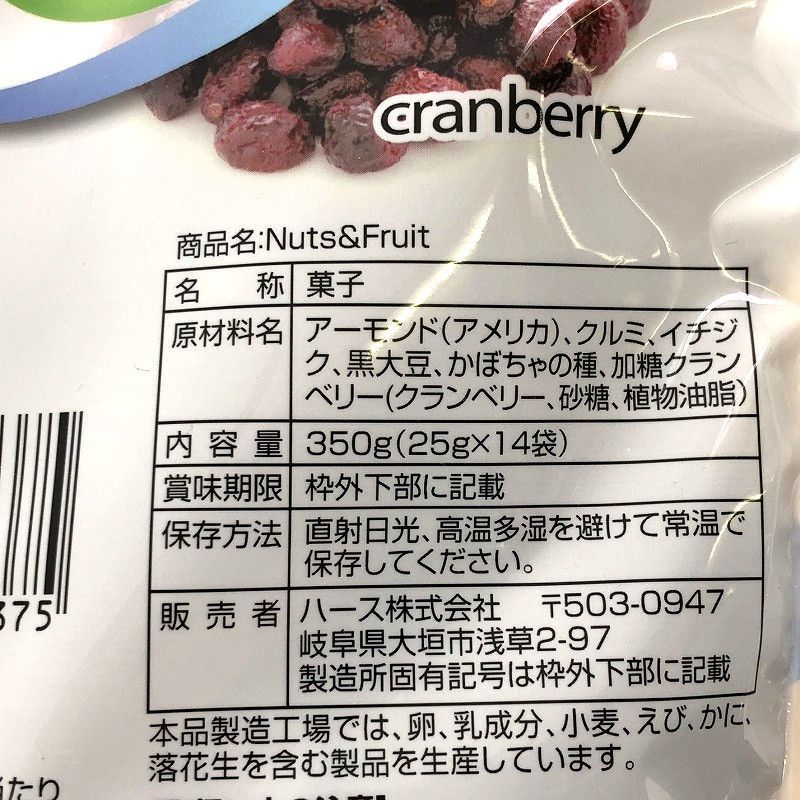 cranberry
商品名:Nuts&Fruit
名 称 菓子
原材料名 アーモンド(アメリカ)、クルミ、イチジ
ク、黒大豆、かぼちゃの種、加糖クラン
ベリー(クランベリー、砂糖、植物油脂)
内容量 350g(25g×14袋)
賞味期限 枠外下部に記載
保存方法 直射日光、高温多湿を避けて常温で
保存してください。
販売者 ハース株式会社 〒503-0947
岐阜県大垣市浅草2-97
製造所固有記号は枠外下部に記載
375
本品製造工場では、卵、乳成分、小麦、えび、かに、
落花生を含む製品を生産しています。
当たり